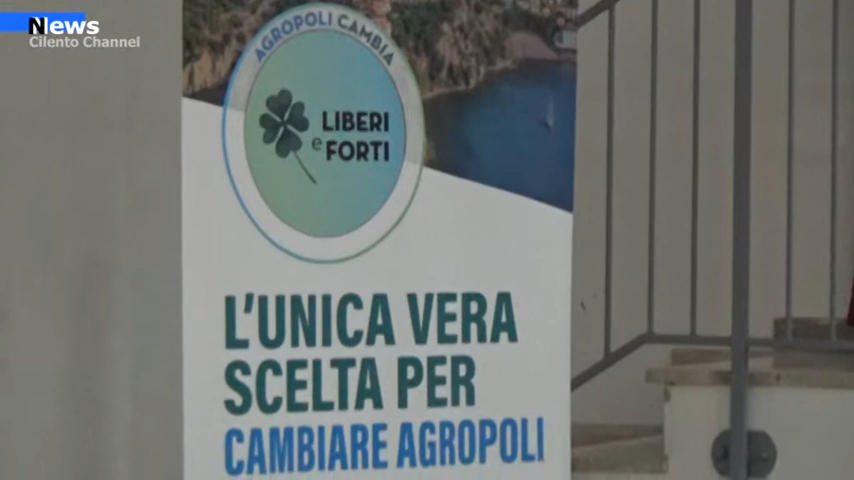 News
Cilento Channel
AGROPOLI CAMBIA
LIBERI
e FORTI
L'UNICA VERA
SCELTA PER
CAMBIARE AGROPOLI